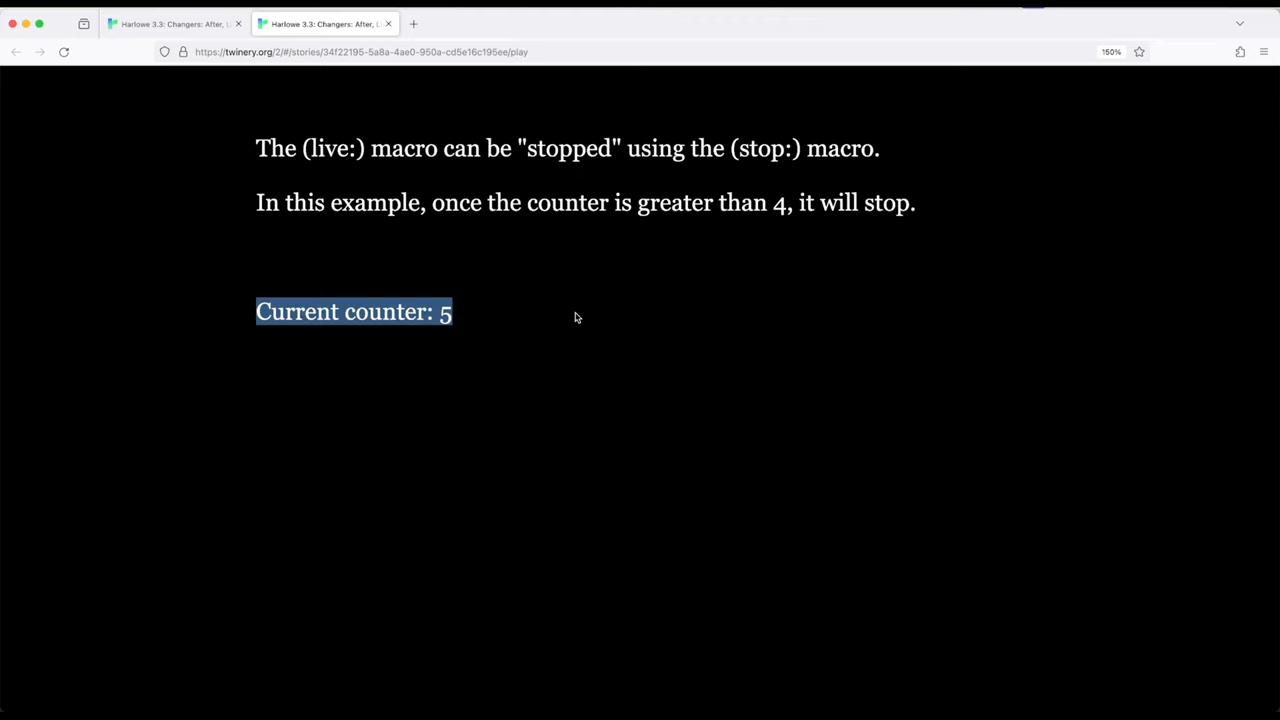 Harlowe 3.3: Changers: After, L
Harlowe 3.3: Changers: After, L
https://twinery.org/2/#/stories/34f22195-5a8a-4ae0-950a-cd5e16c195ee/play
150%
The (live:) macro can be "stopped" using the (stop:) macro.
In this example, once the counter is greater than 4, it will stop.
Current counter: 5